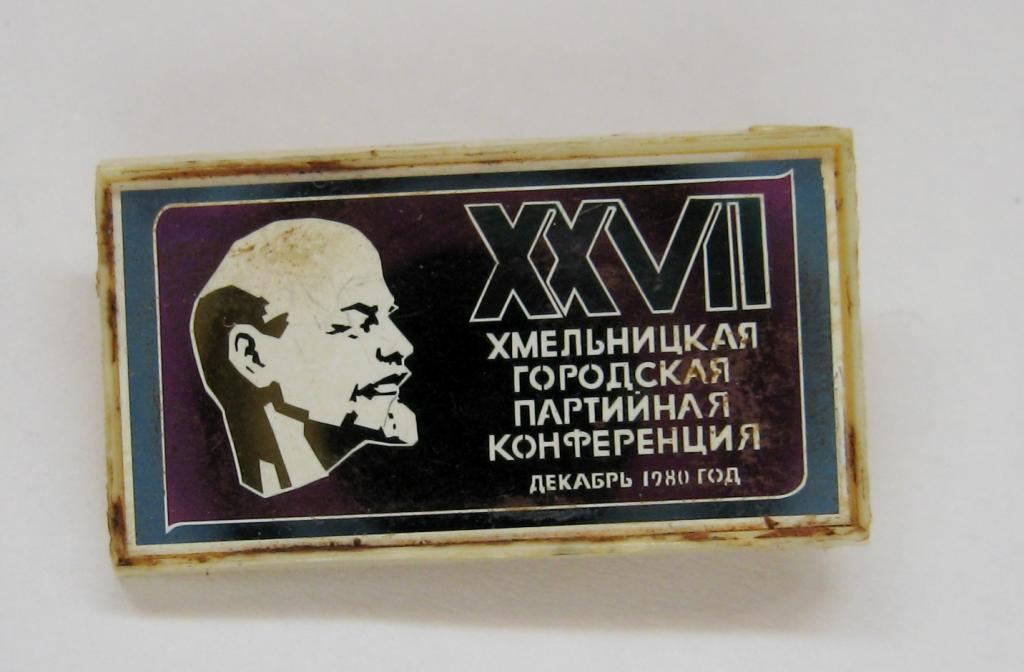 XXVII
ХМЕЛЬНИЦКАЯ
ГОРОДСКАЯ
ПАРТИЙНАЯ
КОНФЕРЕНЦИЯ
ДЕКАБРЬ 1980 ГОД